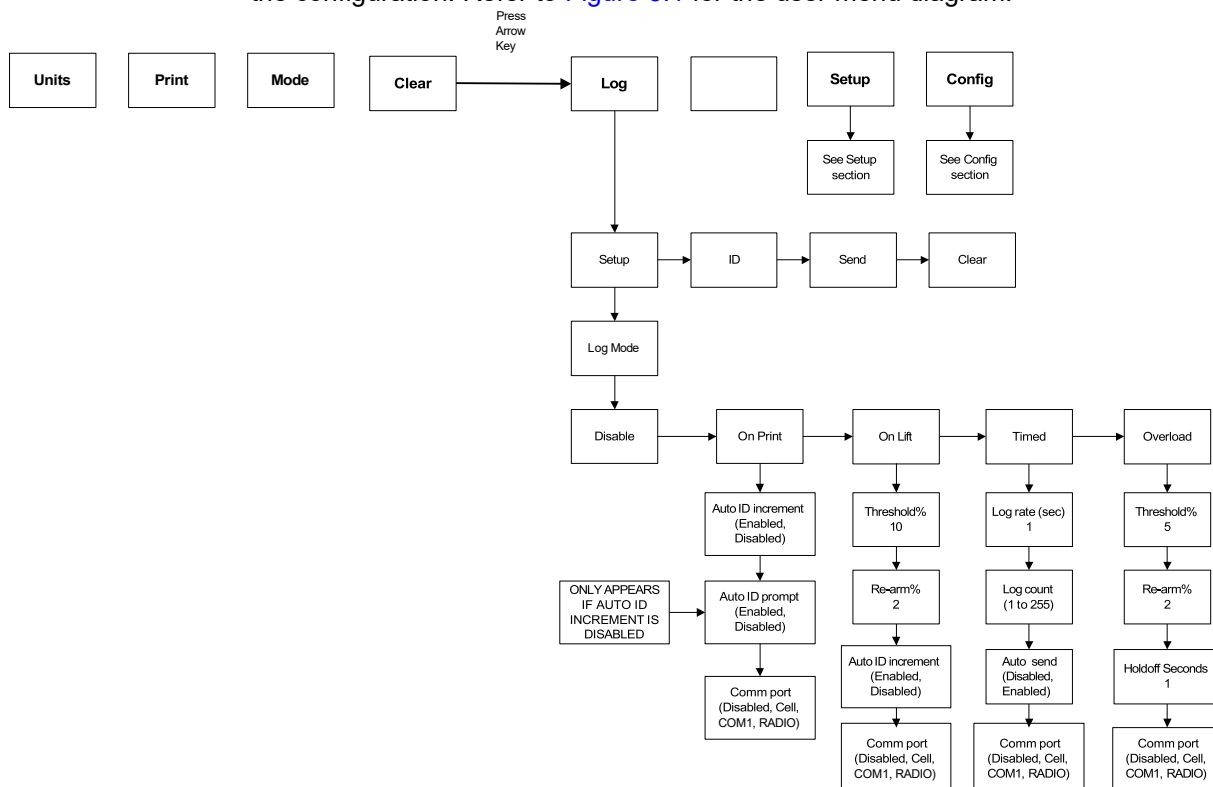 the configuration. Refer to Figure 5.4 for the user menu diagram.
Press
Arrow
Key
Units
Print
Mode
Clear
Log
Setup
Config
See Setup
section
See Config
section
Setup
ID
Send
Clear
Log Mode
Disable
On Print
On Lift
Timed
Overload
Auto ID increment
(Enabled,
Disabled)
Threshold%
10
Log rate (sec)
1
Threshold%
5
ONLY APPEARS
IF AUTO ID
INCREMENT IS
DISABLED
Auto ID prompt
(Enabled,
Disabled)
Re-arm%
2
Log count
(1 to 255)
Re-arm%
2
Comm port
(Disabled, Cell,
COM1, RADIO)
Auto ID increment
(Enabled,
Disabled)
Auto send
(Disabled,
Enabled)
Holdoff Seconds
1
Comm port
(Disabled, Cell,
COM1, RADIO)
Comm port
(Disabled, Cell,
COM1, RADIO)
Comm port
(Disabled, Cell,
COM1, RADIO)